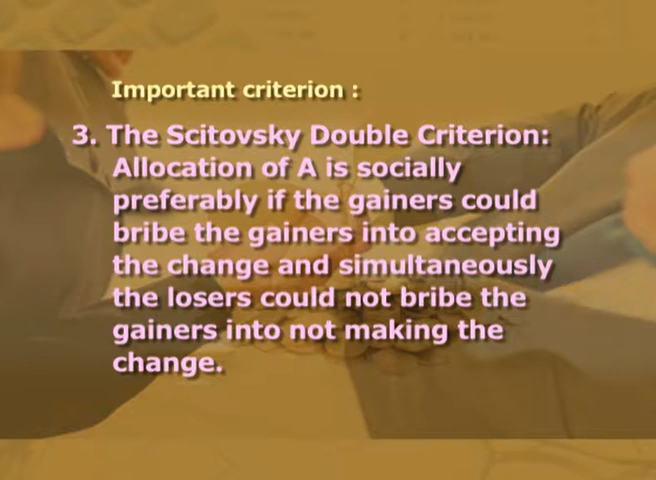 Important criterion :
3. The Scitovsky Double Criterion:
Allocation of A is socially
preferably if the gainers could
bribe the gainers into accepting
the change and simultaneously
the losers could not bribe the
gainers into not making the
change.